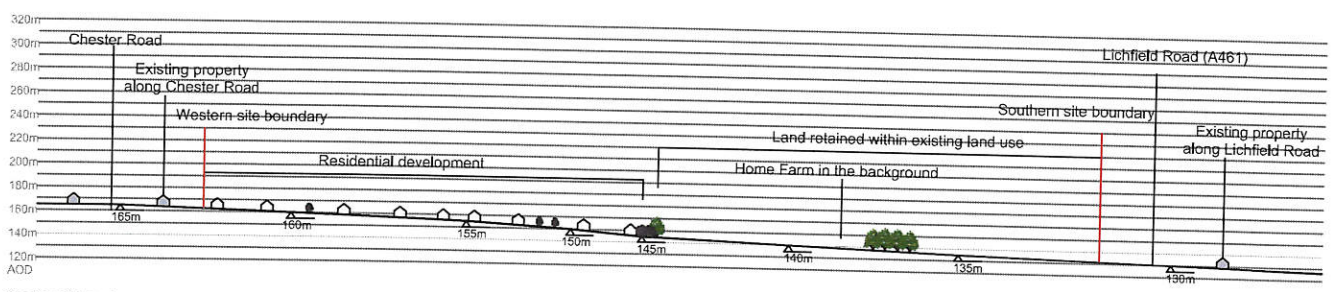 320m
300m
280m
260m
240m
220m
200m
180m
160m
140m
120m
AOD
Chester Road
Existing property
along Chester Road
Western site boundary
Residential development
Lichfield Road (A461)
Southern site boundary
Land retained within existing land use
Home Farm in the background
Existing property
along Lichfield Road
165m
160m
155m
150m
145m
140m
135m
130m